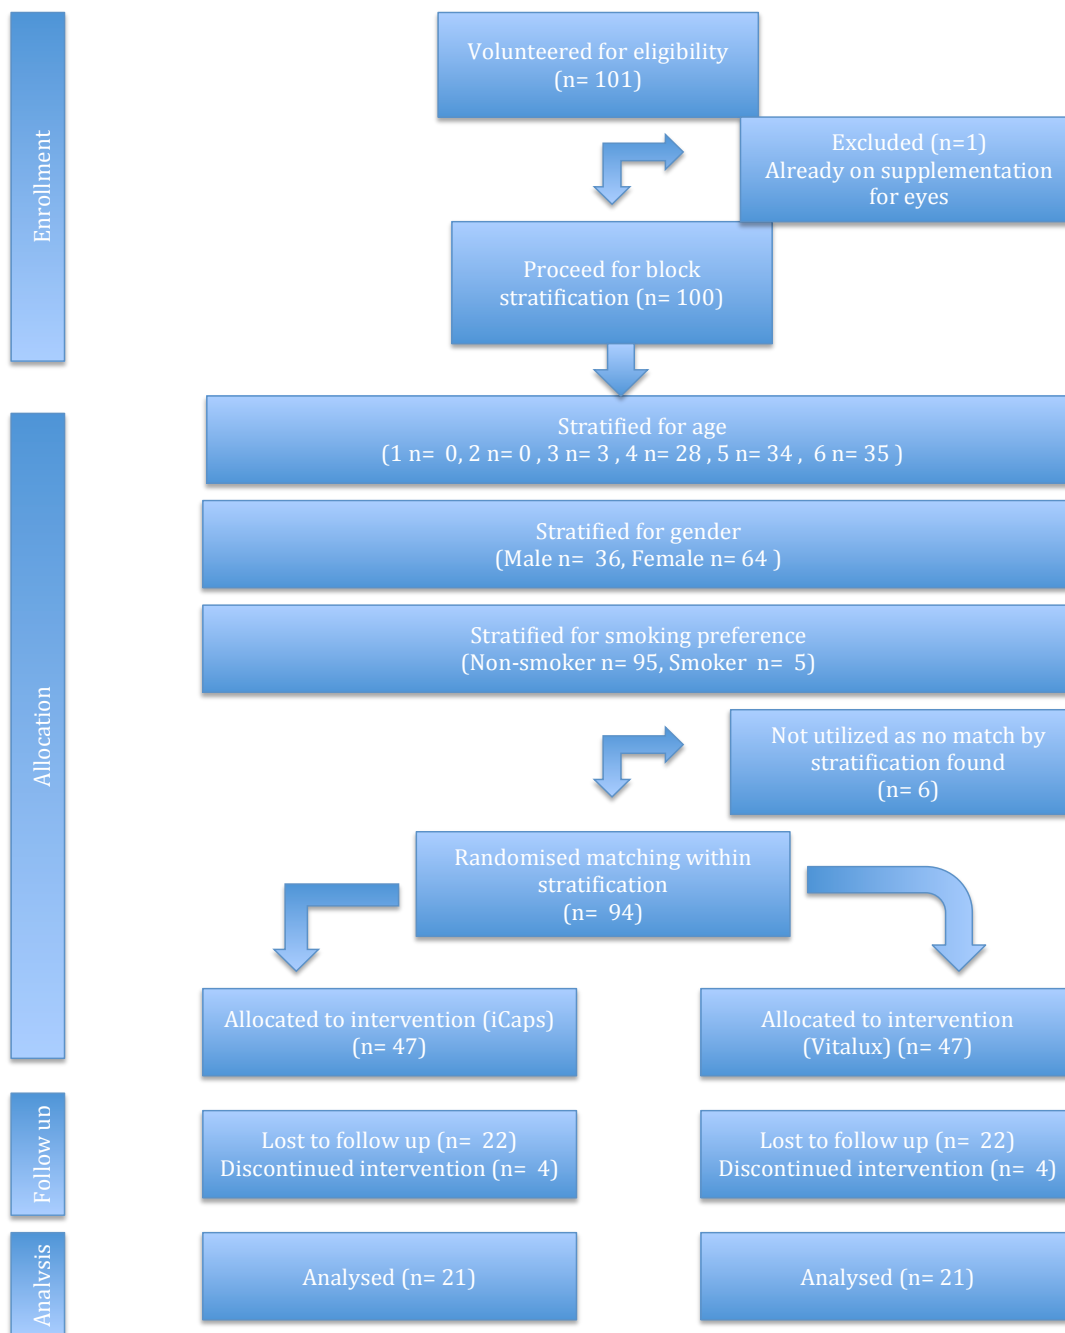 Enrollment
Volunteered for eligibility
(n= 101)
Excluded (n=1)
Already on supplementation
for eyes
Proceed for block
stratification (n= 100)
Allocation
Stratified for age
(1 n=  0, 2 n= 0 , 3 n= 3 , 4 n= 28 , 5 n= 34 ,  6 n= 35 )
Stratified for gender
(Male n=  36, Female n= 64 )
Stratified for smoking preference
(Non-smoker n= 95, Smoker  n=  5)
Not utilized as no match by
stratification found
(n= 6)
Randomised matching within
stratification
(n=  94)
Allocated to intervention (iCaps)
(n= 47)
Allocated to intervention
(Vitalux) (n= 47)
Follow up
Lost to follow up (n=  22)
Discontinued intervention (n=  4)
Lost to follow up (n=  22)
Discontinued intervention (n=  4)
Analysis
Analysed (n= 21)
Analysed (n= 21)